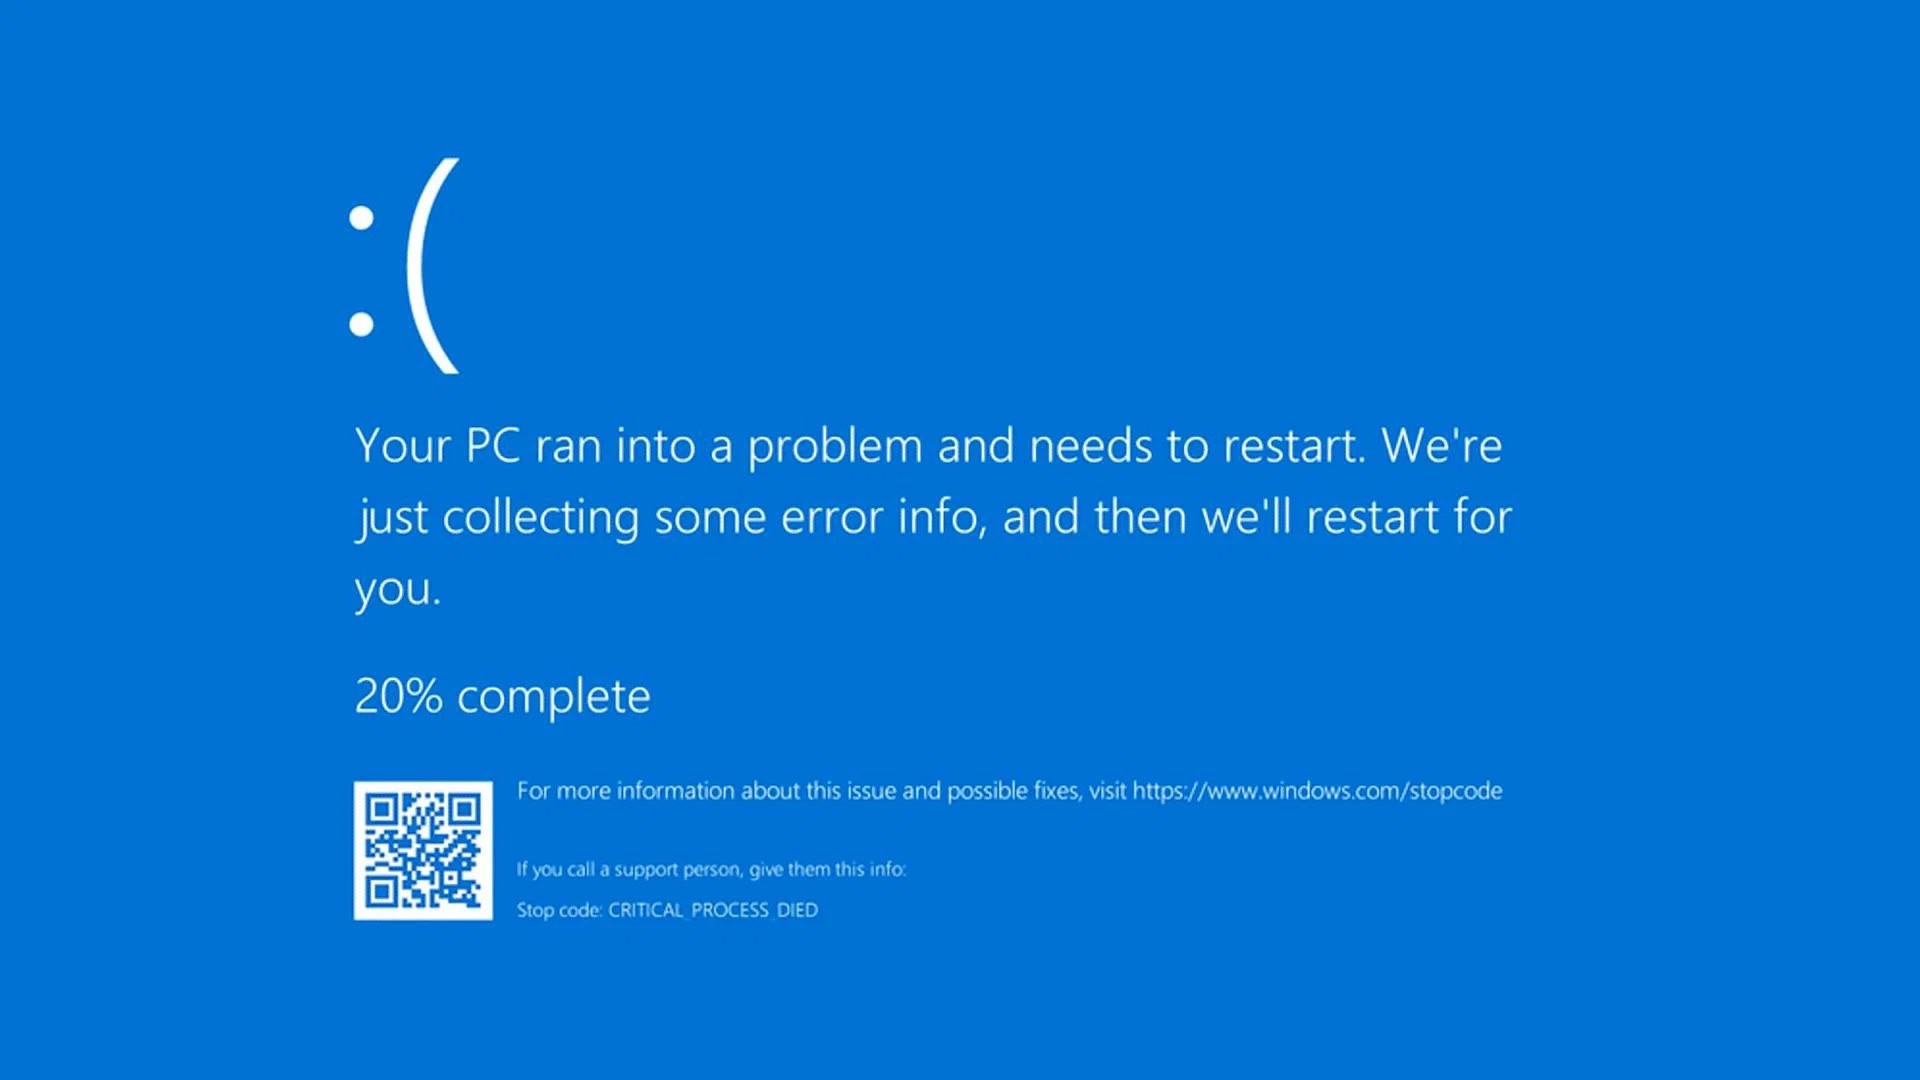 :(
Your PC ran into a problem and needs to restart. We're
just collecting some error info, and then we'll restart for
you.
20% complete
For more information about this issue and possible fixes, visit https://www.windows.com/stopcode
If you call a support person, give them this info:
Stop code: CRITICAL_PROCESS_DIED